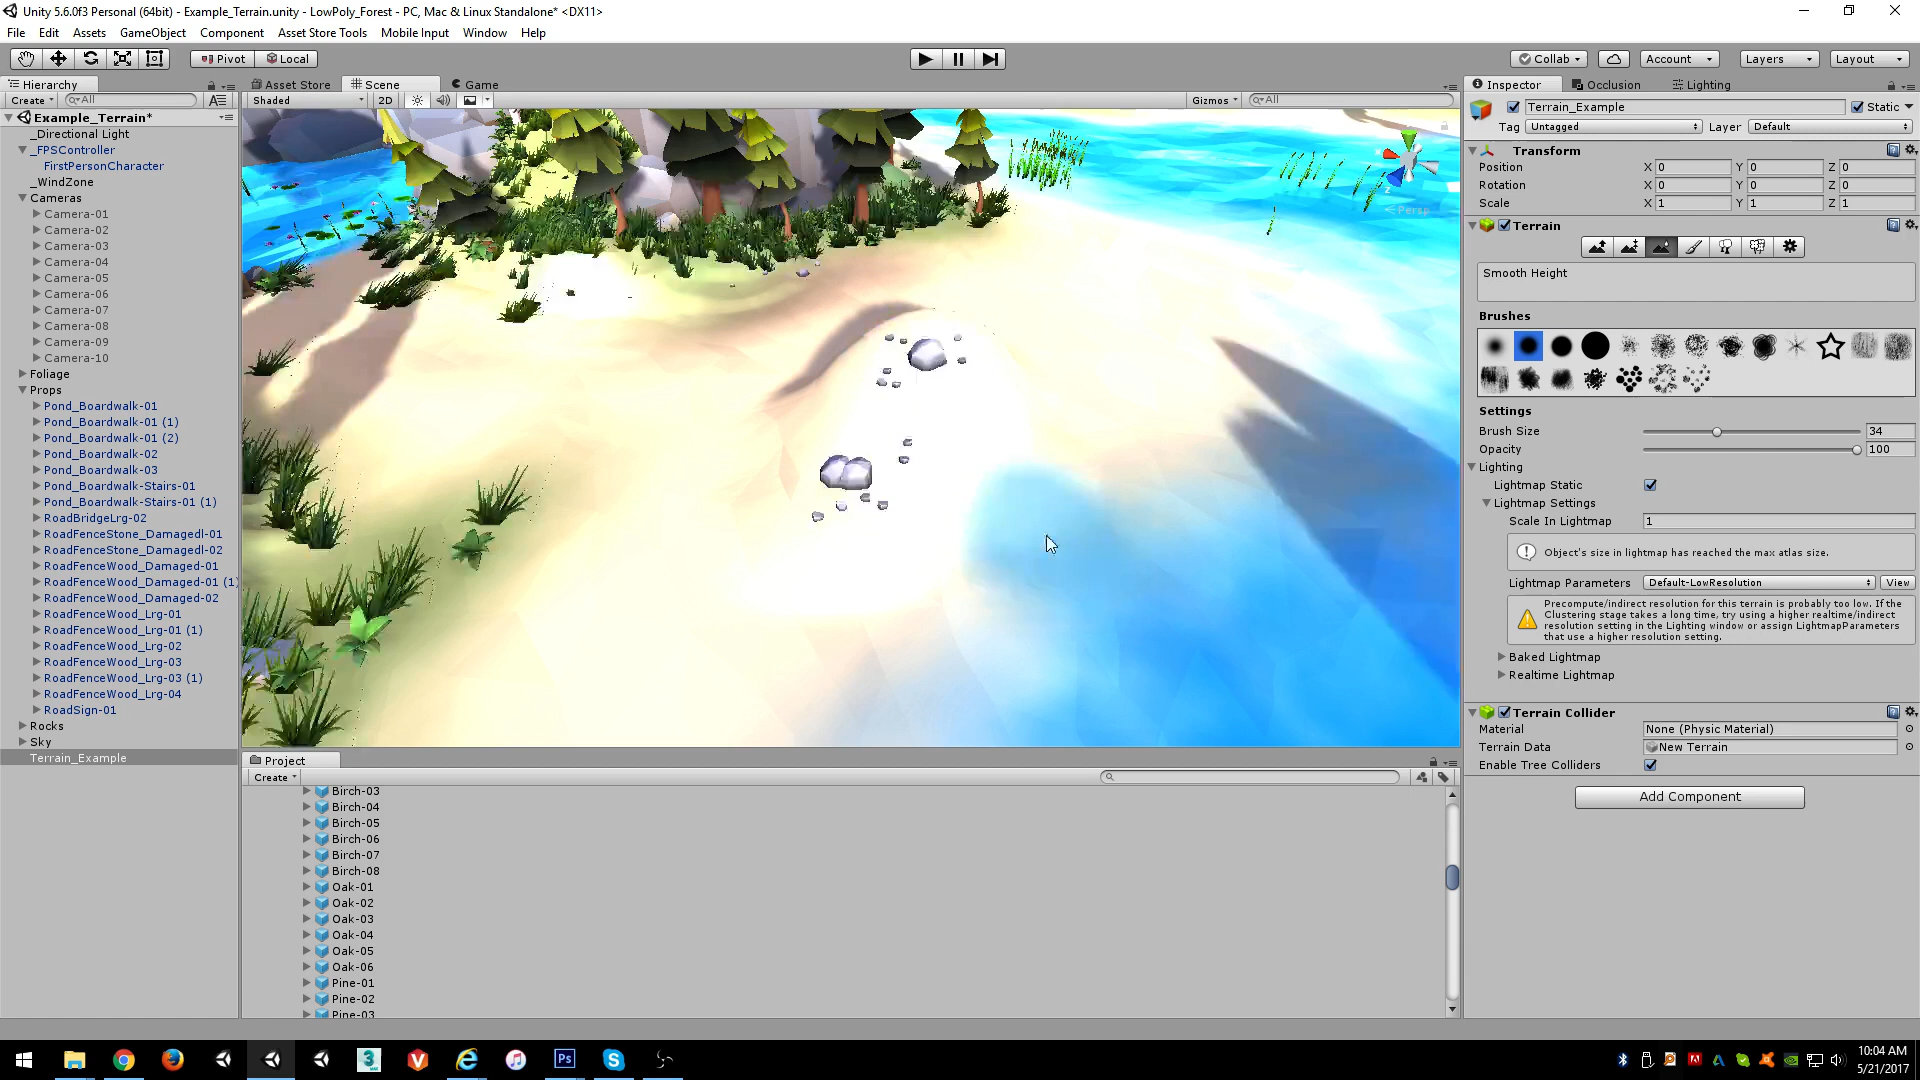 Unity 5.6.0f3 Personal (64bit) - Example_Terrain.unity - LowPoly_Forest - PC, Mac & Linux Standalone* <DX11>
File Edit Assets GameObject Component Asset Store Tools Mobile Input Window Help
Pivot Local Collab Account Layers Layout
Hierarchy
Create All
Example_Terrain*
_Directional Light
_FPSController
FirstPersonCharacter
_WindZone
Cameras
Camera-01
Camera-02
Camera-03
Camera-04
Camera-05
Camera-06
Camera-07
Camera-08
Camera-09
Camera-10
Foliage
Props
Pond_Boardwalk-01
Pond_Boardwalk-01 (1)
Pond_Boardwalk-01 (2)
Pond_Boardwalk-02
Pond_Boardwalk-03
Pond_Boardwalk-Stairs-01
Pond_Boardwalk-Stairs-01 (1)
RoadBridgeLrg-02
RoadFenceStone_Damagedl-01
RoadFenceStone_Damagedl-02
RoadFenceWood_Damaged-01
RoadFenceWood_Damaged-01 (1)
RoadFenceWood_Damaged-02
RoadFenceWood_Lrg-01
RoadFenceWood_Lrg-01 (1)
RoadFenceWood_Lrg-02
RoadFenceWood_Lrg-03
RoadFenceWood_Lrg-03 (1)
RoadFenceWood_Lrg-04
RoadSign-01
Rocks
Sky
Terrain_Example
Asset Store Scene Game
Shaded 2D Gizmos All
Persp
Project
Create
Birch-03
Birch-04
Birch-05
Birch-06
Birch-07
Birch-08
Oak-01
Oak-02
Oak-03
Oak-04
Oak-05
Oak-06
Pine-01
Pine-02
Pine-03
Inspector Occlusion Lighting
Terrain_Example Static
Tag Untagged Layer Default
Transform
Position X 0 Y 0 Z 0
Rotation X 0 Y 0 Z 0
Scale X 1 Y 1 Z 1
Terrain
Smooth Height
Brushes
Settings
Brush Size 34
Opacity 100
Lighting
Lightmap Static
Lightmap Settings
Scale In Lightmap 1
Object's size in lightmap has reached the max atlas size.
Lightmap Parameters Default-LowResolution View
Precompute/indirect resolution for this terrain is probably too low. If the
Clustering stage takes a long time, try using a higher realtime/indirect
resolution setting in the Lighting window or assign LightmapParameters
that use a higher resolution setting.
Baked Lightmap
Realtime Lightmap
Terrain Collider
Material None (Physic Material)
Terrain Data New Terrain
Enable Tree Colliders
Add Component
Ps
10:04 AM
5/21/2017